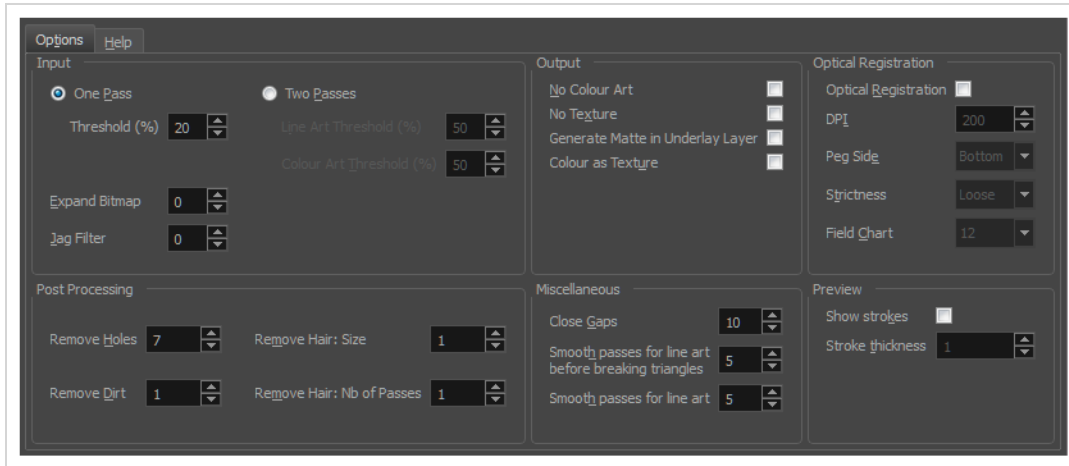 Options Help
Input
One Pass Two Passes
Threshold (%) 20 Line Art Threshold (%) 50
Colour Art Threshold (%) 50
Expand Bitmap 0
Jag Filter 0
Output
No Colour Art
No Texture
Generate Matte in Underlay Layer
Colour as Texture
Optical Registration
Optical Registration
DPI 200
Peg Side Bottom
Strictness Loose
Field Chart 12
Post Processing
Remove Holes 7 Remove Hair: Size 1
Remove Dirt 1 Remove Hair: Nb of Passes 1
Miscellaneous
Close Gaps 10
Smooth passes for line art
before breaking triangles 5
Smooth passes for line art 5
Preview
Show strokes
Stroke thickness 1